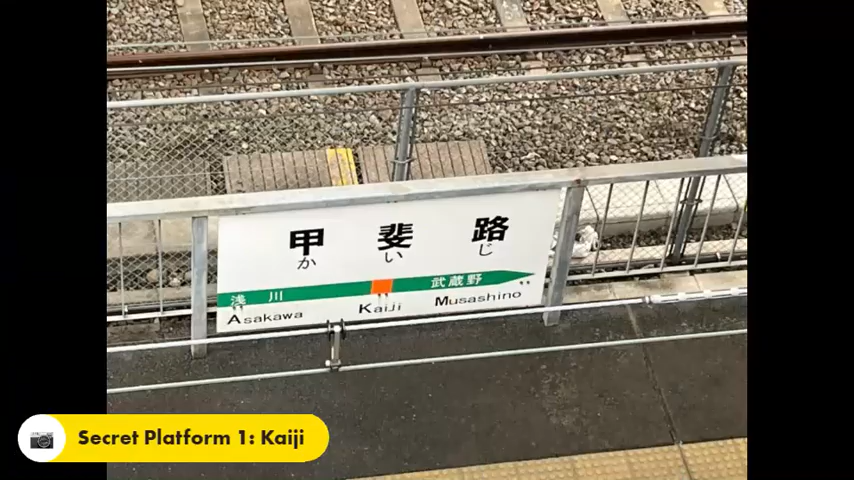 甲斐路
か い じ
浅川 武蔵野
Asakawa Kaiji Musashino
Secret Platform 1: Kaiji